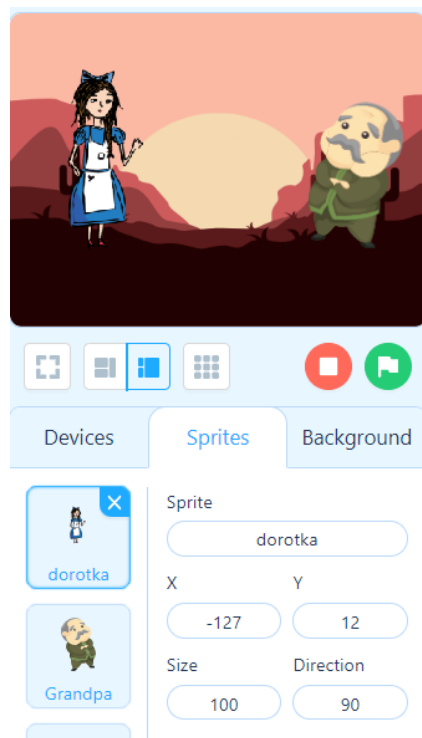 Devices Sprites Background
dorotka
Grandpa
Sprite
dorotka
X Y
-127 12
Size Direction
100 90